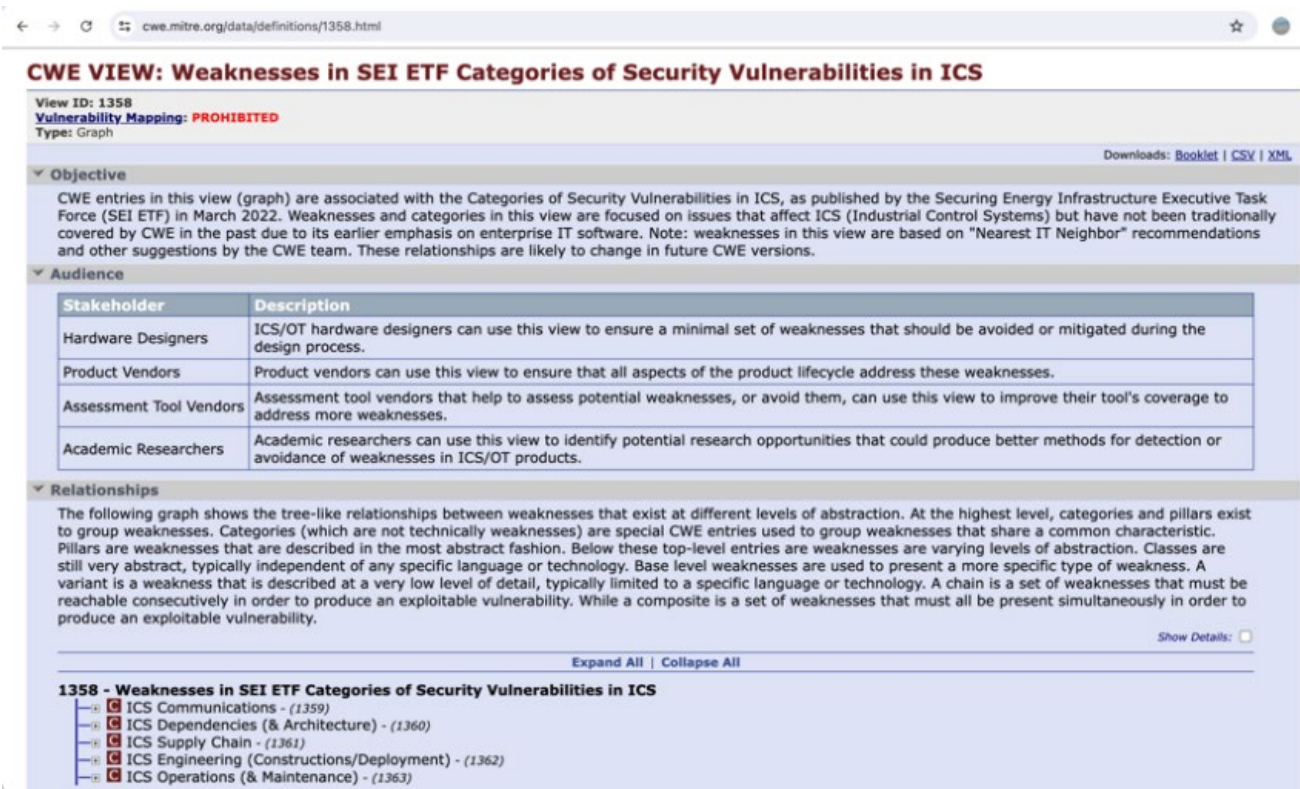 cwe.mitre.org/data/definitions/1358.html
CWE VIEW: Weaknesses in SEI ETF Categories of Security Vulnerabilities in ICS
View ID: 1358
Vulnerability Mapping: PROHIBITED
Type: Graph
Downloads: Booklet | CSV | XML
Objective
CWE entries in this view (graph) are associated with the Categories of Security Vulnerabilities in ICS, as published by the Securing Energy Infrastructure Executive Task
Force (SEI ETF) in March 2022. Weaknesses and categories in this view are focused on issues that affect ICS (Industrial Control Systems) but have not been traditionally
covered by CWE in the past due to its earlier emphasis on enterprise IT software. Note: weaknesses in this view are based on "Nearest IT Neighbor" recommendations
and other suggestions by the CWE team. These relationships are likely to change in future CWE versions.
Audience
Stakeholder Description
Hardware Designers ICS/OT hardware designers can use this view to ensure a minimal set of weaknesses that should be avoided or mitigated during the
design process.
Product Vendors Product vendors can use this view to ensure that all aspects of the product lifecycle address these weaknesses.
Assessment Tool Vendors Assessment tool vendors that help to assess potential weaknesses, or avoid them, can use this view to improve their tool's coverage to
address more weaknesses.
Academic Researchers Academic researchers can use this view to identify potential research opportunities that could produce better methods for detection or
avoidance of weaknesses in ICS/OT products.
Relationships
The following graph shows the tree-like relationships between weaknesses that exist at different levels of abstraction. At the highest level, categories and pillars exist
to group weaknesses. Categories (which are not technically weaknesses) are special CWE entries used to group weaknesses that share a common characteristic.
Pillars are weaknesses that are described in the most abstract fashion. Below these top-level entries are weaknesses are varying levels of abstraction. Classes are
still very abstract, typically independent of any specific language or technology. Base level weaknesses are used to present a more specific type of weakness. A
variant is a weakness that is described at a very low level of detail, typically limited to a specific language or technology. A chain is a set of weaknesses that must be
reachable consecutively in order to produce an exploitable vulnerability. While a composite is a set of weaknesses that must all be present simultaneously in order to
produce an exploitable vulnerability.
Show Details:
Expand All | Collapse All
1358 - Weaknesses in SEI ETF Categories of Security Vulnerabilities in ICS
C ICS Communications - (1359)
C ICS Dependencies (& Architecture) - (1360)
C ICS Supply Chain - (1361)
C ICS Engineering (Constructions/Deployment) - (1362)
C ICS Operations (& Maintenance) - (1363)